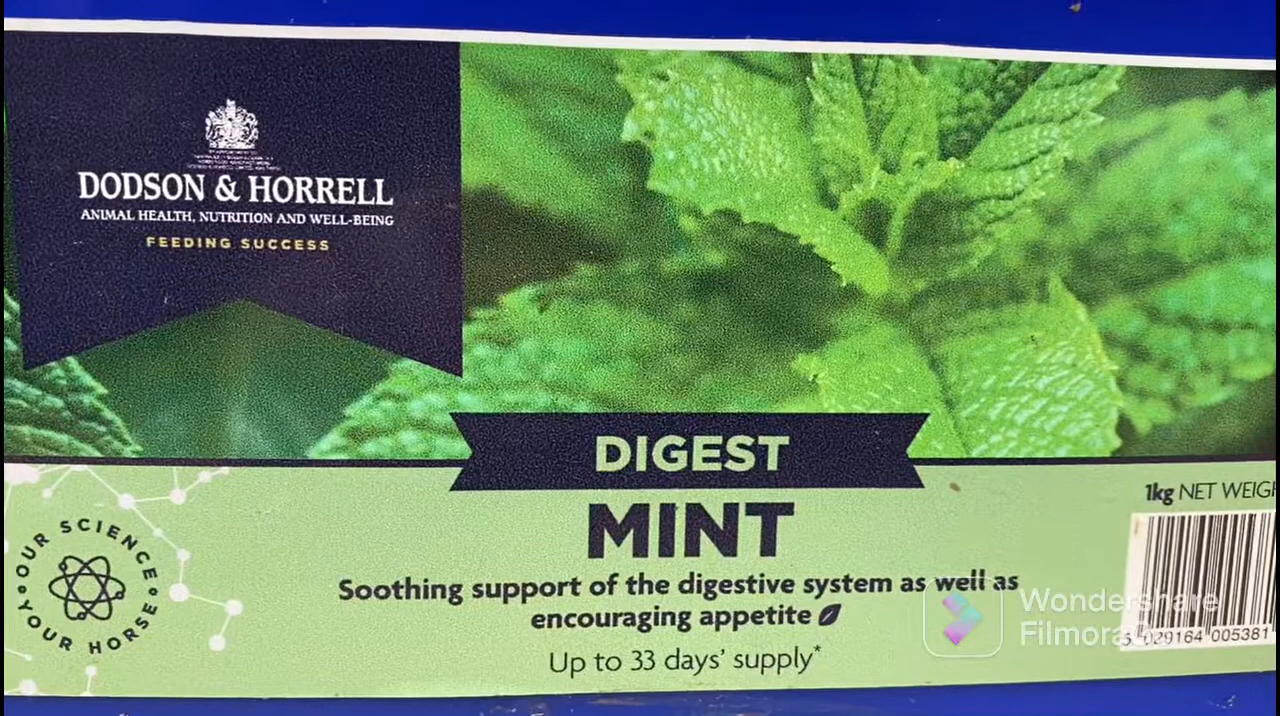 DODSON & HORRELL
ANIMAL HEALTH, NUTRITION AND WELL-BEING
FEEDING SUCCESS
DIGEST
MINT
Soothing support of the digestive system as well as
encouraging appetite
Up to 33 days' supply*
OUR SCIENCE
YOUR HORSE
1kg NET WEIGH
5 029164 005381
Wondershare
Filmora